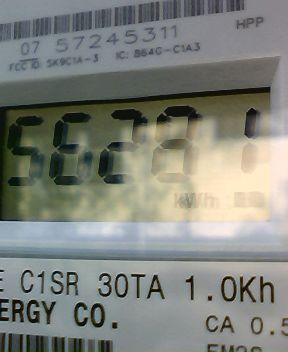 HPP
07 57245311
FCC ID: SK9C1A-3 IC: 864G-C1A3
56281
kWh
E C1SR 30TA 1.0Kh
ERGY CO.
CA 0.5